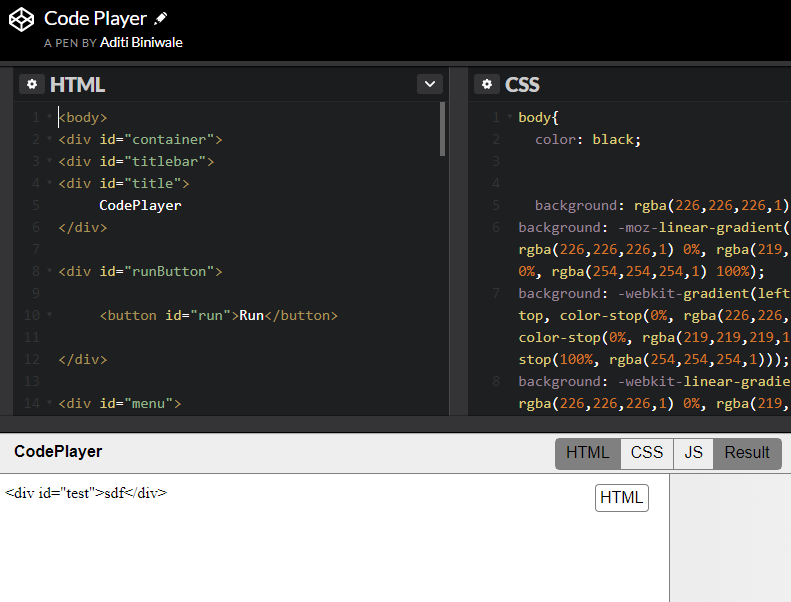 Code Player
A PEN BY Aditi Biniwale
HTML
1 <body>
2 <div id="container">
3 <div id="titlebar">
4 <div id="title">
5 CodePlayer
6 </div>
7
8 <div id="runButton">
9
10 <button id="run">Run</button>
11
12 </div>
13
14 <div id="menu">
CSS
1 body{
2 color: black;
3
4
5 background: rgba(226,226,226,1)
6 background: -moz-linear-gradient(
rgba(226,226,226,1) 0%, rgba(219,
0%, rgba(254,254,254,1) 100%);
7 background: -webkit-gradient(left
top, color-stop(0%, rgba(226,226,
color-stop(0%, rgba(219,219,219,1
stop(100%, rgba(254,254,254,1)));
8 background: -webkit-linear-gradie
rgba(226,226,226,1) 0%, rgba(219,
CodePlayer
HTML CSS JS Result
<div id="test">sdf</div>
HTML